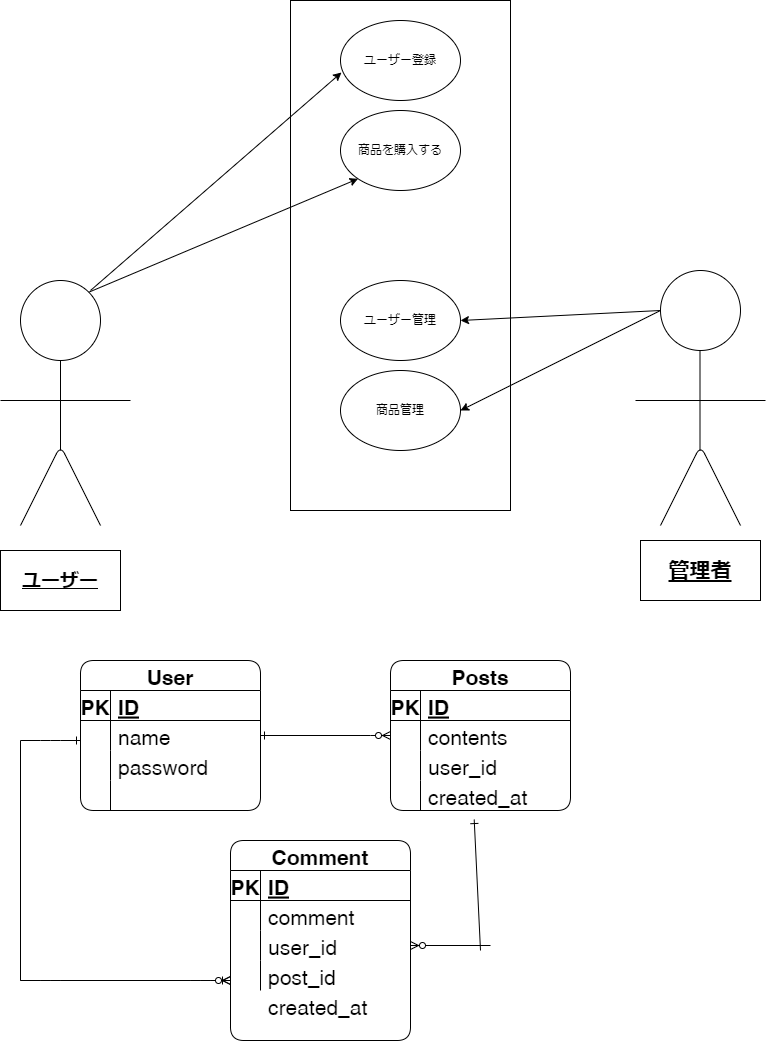 ユーザー登録
商品を購入する
ユーザー管理
商品管理
ユーザー
管理者
User
PK ID
name
password
Posts
PK ID
contents
user_id
created_at
Comment
PK ID
comment
user_id
post_id
created_at